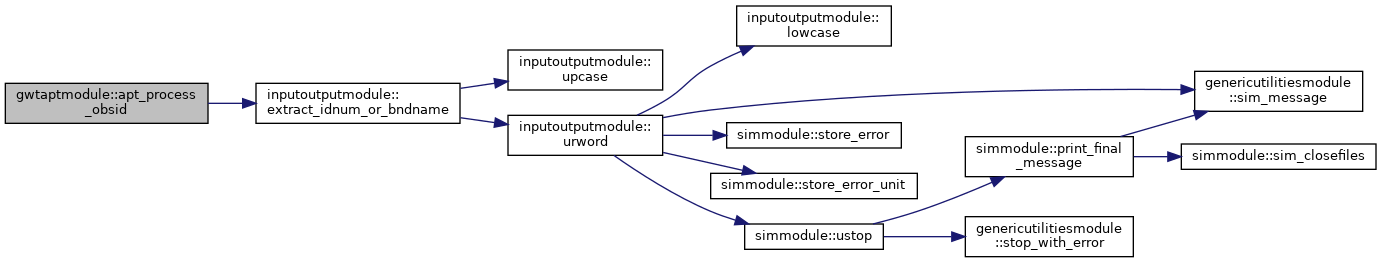 gwtaptmodule::apt_process
_obsid
inputoutputmodule::
extract_idnum_or_bndname
inputoutputmodule::
upcase
inputoutputmodule::
urword
inputoutputmodule::
lowcase
simmodule::store_error
simmodule::store_error_unit
simmodule::ustop
simmodule::print_final
_message
genericutilitiesmodule
::stop_with_error
genericutilitiesmodule
::sim_message
simmodule::sim_closefiles